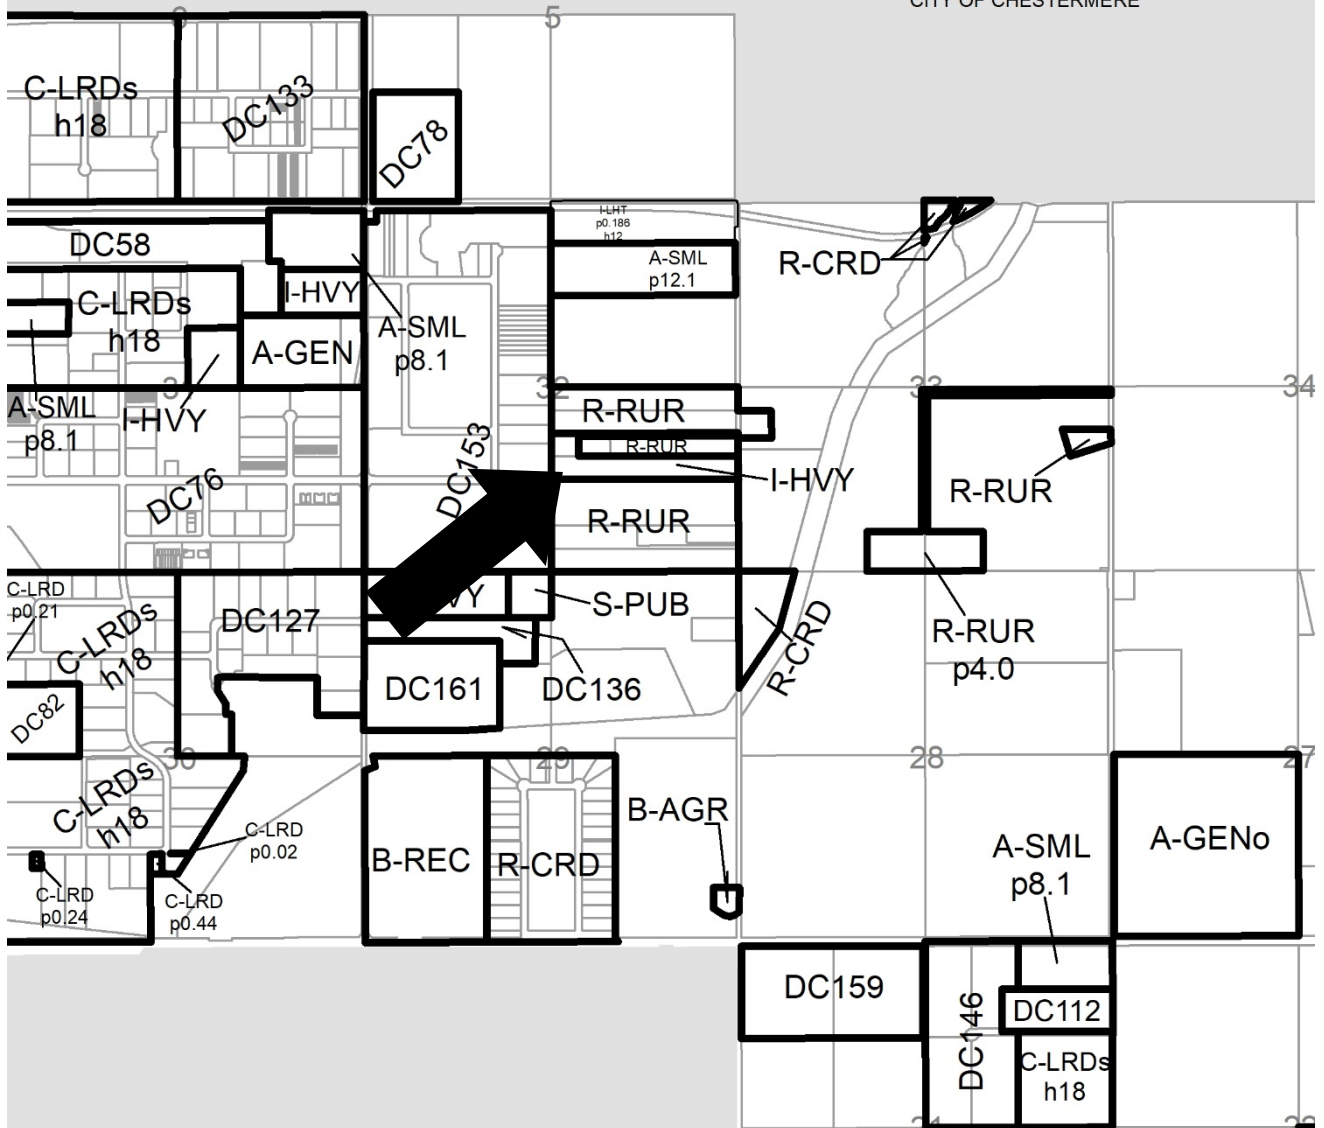 CITY OF CHESTERMERE
6
5
C-LRDs
h18
DC133
DC78
DC58
I-LHT
p0.186
h12
A-SML
p12.1
R-CRD
I-HVY
C-LRDs
h18
A-SML
p8.1
A-GEN
32
33
34
A-SML
p8.1
I-HVY
R-RUR
R-RUR
I-HVY
DC153
DC76
R-RUR
R-RUR
C-LRD
p0.21
C-LRDs
h18
DC127
S-PUB
R-CRD
R-RUR
p4.0
DC161
DC136
DC82
30
29
28
27
C-LRDs
h18
B-AGR
C-LRD
p0.02
A-SML
p8.1
A-GENo
B-REC
R-CRD
C-LRD
p0.24
C-LRD
p0.44
DC159
DC146
DC112
C-LRDs
h18